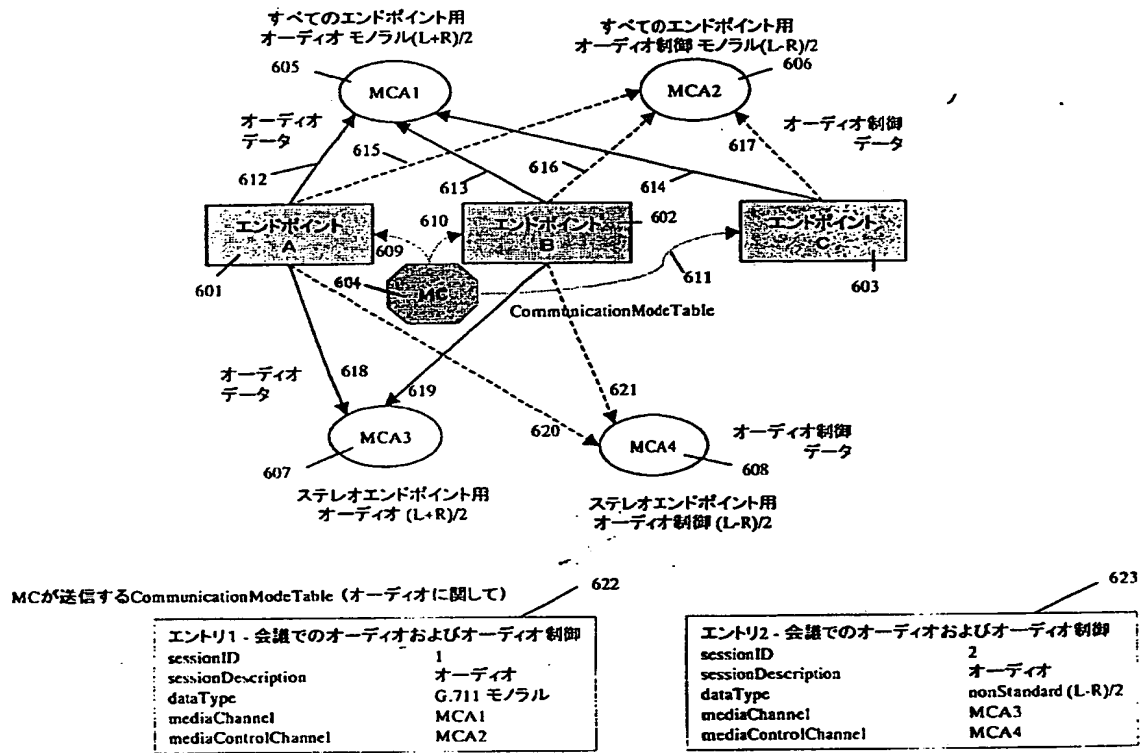 すべてのエンドポイント用
オーディオ モノラル(L+R)/2
すべてのエンドポイント用
オーディオ制御 モノラル(L-R)/2
605
606
MCA1
MCA2
オーディオ
データ
オーディオ制御
データ
615
616
617
612
613
614
エンドポイント
A
610
602
エンドポイント
B
エンドポイント
C
609
601
604
MC
611
603
CommunicationModeTable
オーディオ
データ
618
619
621
620
MCA3
MCA4
オーディオ制御
データ
607
608
ステレオエンドポイント用
オーディオ (L+R)/2
ステレオエンドポイント用
オーディオ制御 (L-R)/2
MCが送信するCommunicationModeTable（オーディオに関して）
622
623
エントリ1 - 会議でのオーディオおよびオーディオ制御
sessionID 1
sessionDescription オーディオ
dataType G.711 モノラル
mediaChannel MCA1
mediaControlChannel MCA2
エントリ2 - 会議でのオーディオおよびオーディオ制御
sessionID 2
sessionDescription オーディオ
dataType nonStandard (L-R)/2
mediaChannel MCA3
mediaControlChannel MCA4